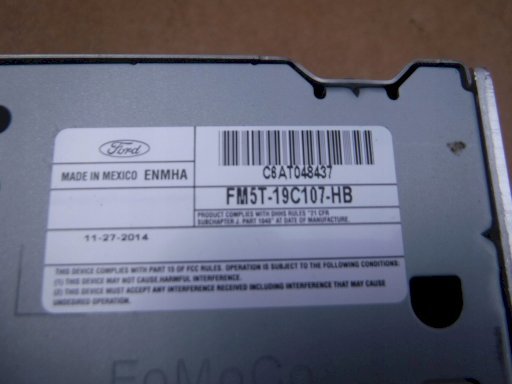 Ford
MADE IN MEXICO ENMHA
C6AT048437
FM5T-19C107-HB
PRODUCT COMPLIES WITH DHHS RULES "21 CFR
SUBCHAPTER J, PART 1040" AT DATE OF MANUFACTURE.
11-27-2014
THIS DEVICE COMPLIES WITH PART 15 OF FCC RULES. OPERATION IS SUBJECT TO THE FOLLOWING CONDITIONS:
(1) THIS DEVICE MAY NOT CAUSE HARMFUL INTERFERENCE.
(2) THIS DEVICE MUST ACCEPT ANY INTERFERENCE RECEIVED INCLUDING INTERFERENCE THAT MAY CAUSE
UNDESIRED OPERATION.
FoMoCo